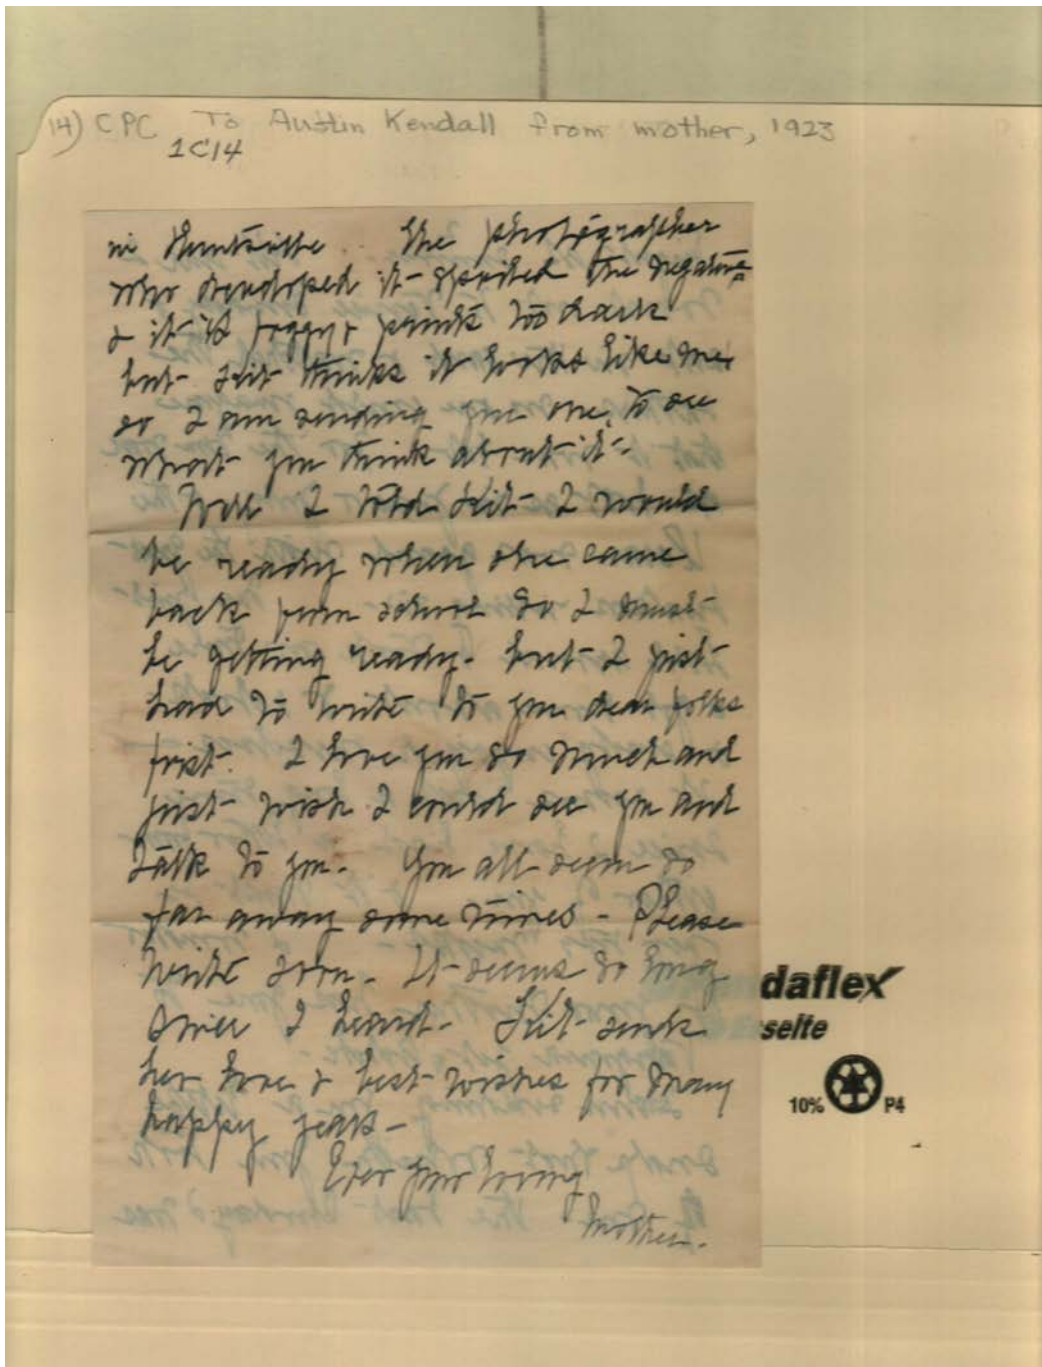 14) CPC To Austin Kendall from mother, 1923
1C14
in Huntsville. The photographer
who developed it - spoiled the negative
& it is foggy & prints too dark
but Kit thinks it looks like me,
so I am sending you one, to see
what you think about it -
Well I told Kit I would
be ready when she came
back from school so I must
be getting ready - but I just
had to write to you dear folks
first. I love you so much and
just wish I could see you and
talk to you. You all seem so
far away some times - Please
write soon. It seems so long
since I heard. Kit sends
her love & best wishes for many
happy years -
Ever your loving
Mother.
daflex
sseite
10% P4